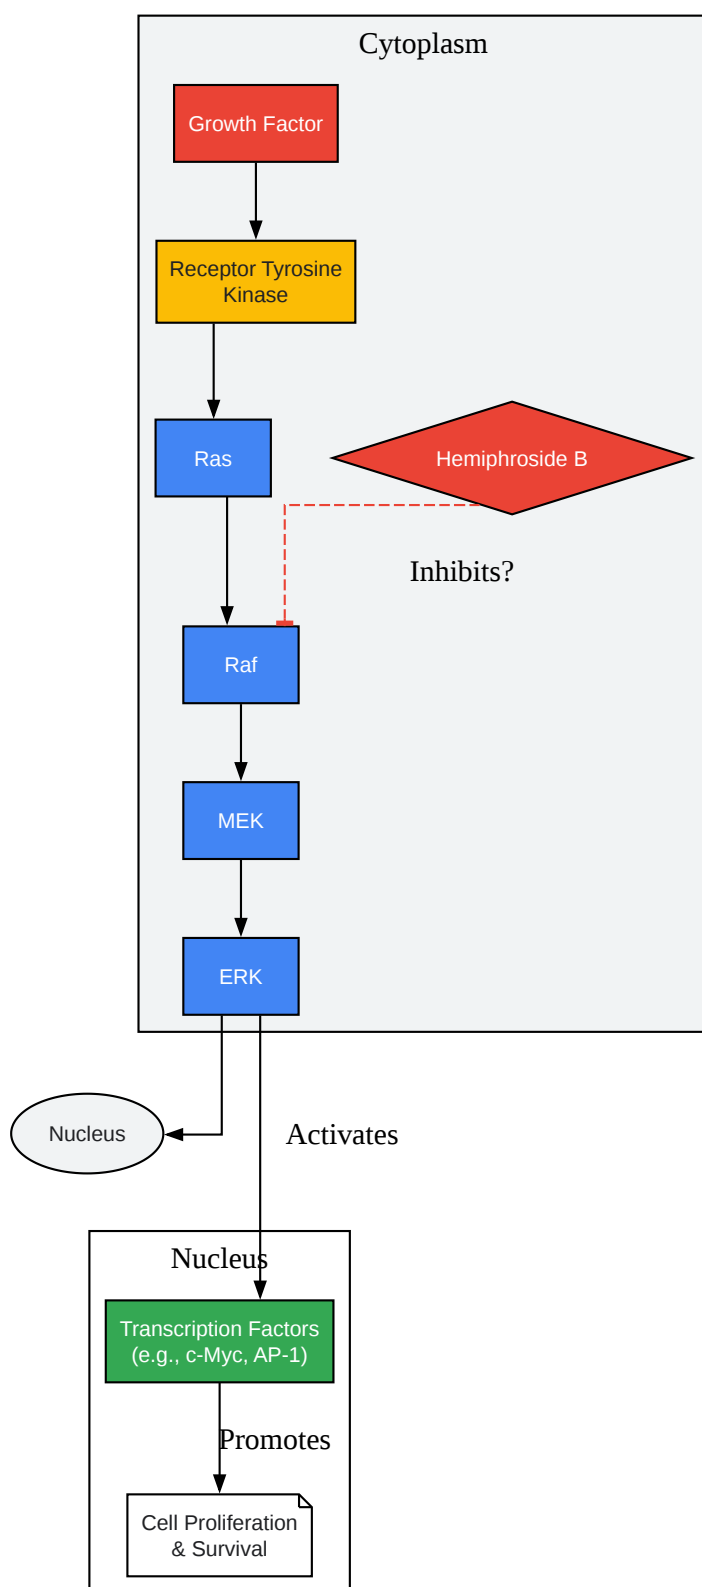 Cytoplasm
Growth Factor
Receptor Tyrosine
Kinase
Ras
Hemiphroside B
Inhibits?
Raf
MEK
ERK
Nucleus
Activates
Nucleus
Transcription Factors
(e.g., c-Myc, AP-1)
Promotes
Cell Proliferation
& Survival